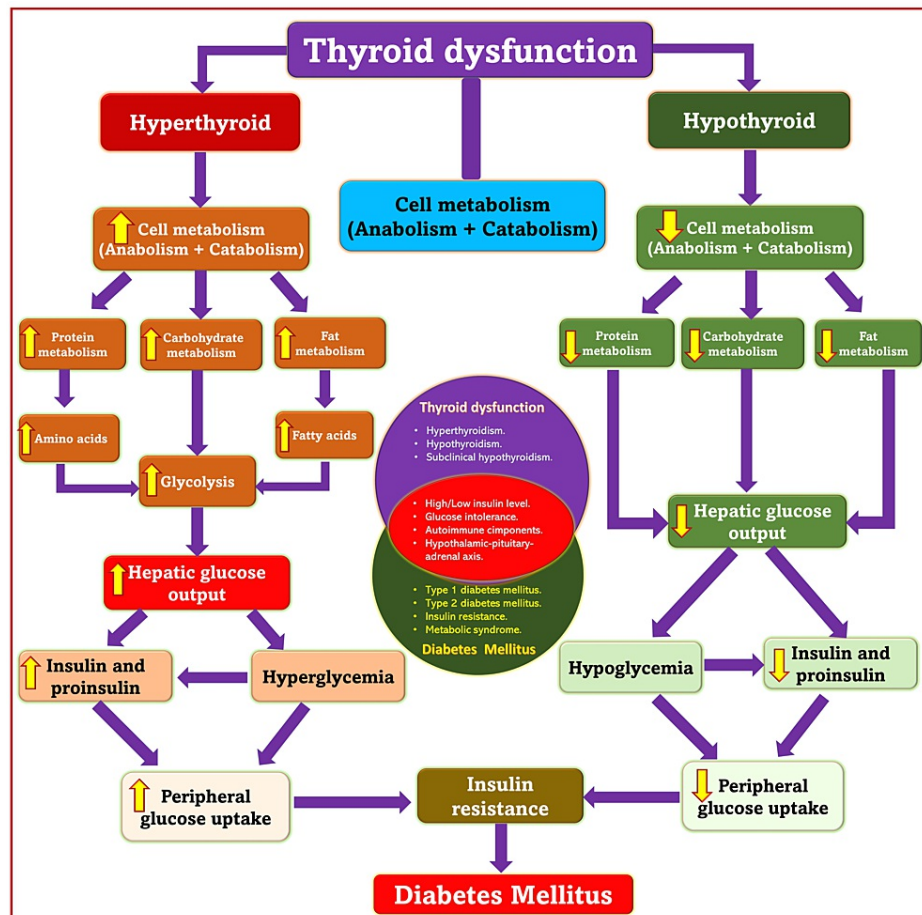 Thyroid dysfunction
Hyperthyroid
Hypothyroid
Cell metabolism
(Anabolism + Catabolism)
Cell metabolism
(Anabolism + Catabolism)
Cell metabolism
(Anabolism + Catabolism)
Protein
metabolism
Carbohydrate
metabolism
Fat
metabolism
Protein
metabolism
Carbohydrate
metabolism
Fat
metabolism
Amino acids
Fatty acids
Glycolysis
Thyroid dysfunction
• Hyperthyroidism.
• Hypothyroidism.
• Subclinical hypothyroidism.
• High/Low insulin level.
• Glucose intolerance.
• Autoimmune cimponents.
• Hypothalamic-pituitary-
adrenal axis.
• Type 1 diabetes mellitus.
• Type 2 diabetes mellitus.
• Insulin resistance.
• Metabolic syndrome.
Diabetes Mellitus
Hepatic glucose
output
Hepatic glucose
output
Insulin and
proinsulin
Hyperglycemia
Hypoglycemia
Insulin and
proinsulin
Peripheral
glucose uptake
Insulin
resistance
Peripheral
glucose uptake
Diabetes Mellitus